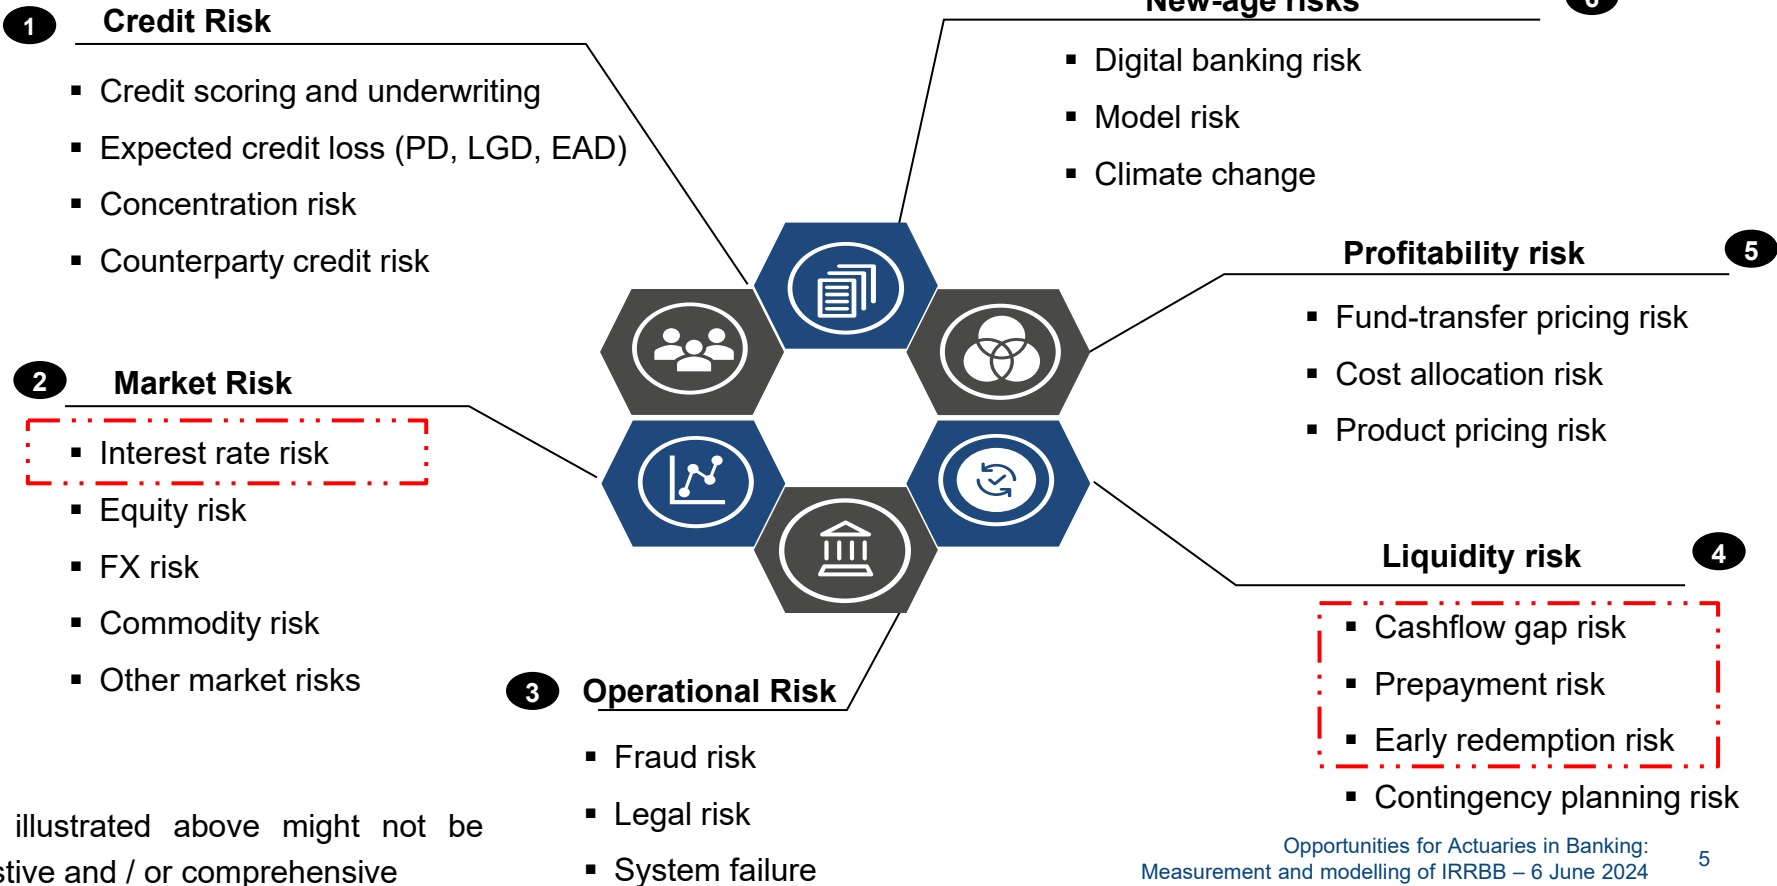 1 Credit Risk
▪ Credit scoring and underwriting
▪ Expected credit loss (PD, LGD, EAD)
▪ Concentration risk
▪ Counterparty credit risk
2 Market Risk
▪ Interest rate risk
▪ Equity risk
▪ FX risk
▪ Commodity risk
▪ Other market risks
3 Operational Risk
▪ Fraud risk
▪ Legal risk
▪ System failure
Liquidity risk 4
▪ Cashflow gap risk
▪ Prepayment risk
▪ Early redemption risk
▪ Contingency planning risk
Profitability risk 5
▪ Fund-transfer pricing risk
▪ Cost allocation risk
▪ Product pricing risk
New-age risks 6
▪ Digital banking risk
▪ Model risk
▪ Climate change
illustrated above might not be
and / or comprehensive
Opportunities for Actuaries in Banking:
Measurement and modelling of IRRBB – 6 June 2024
5